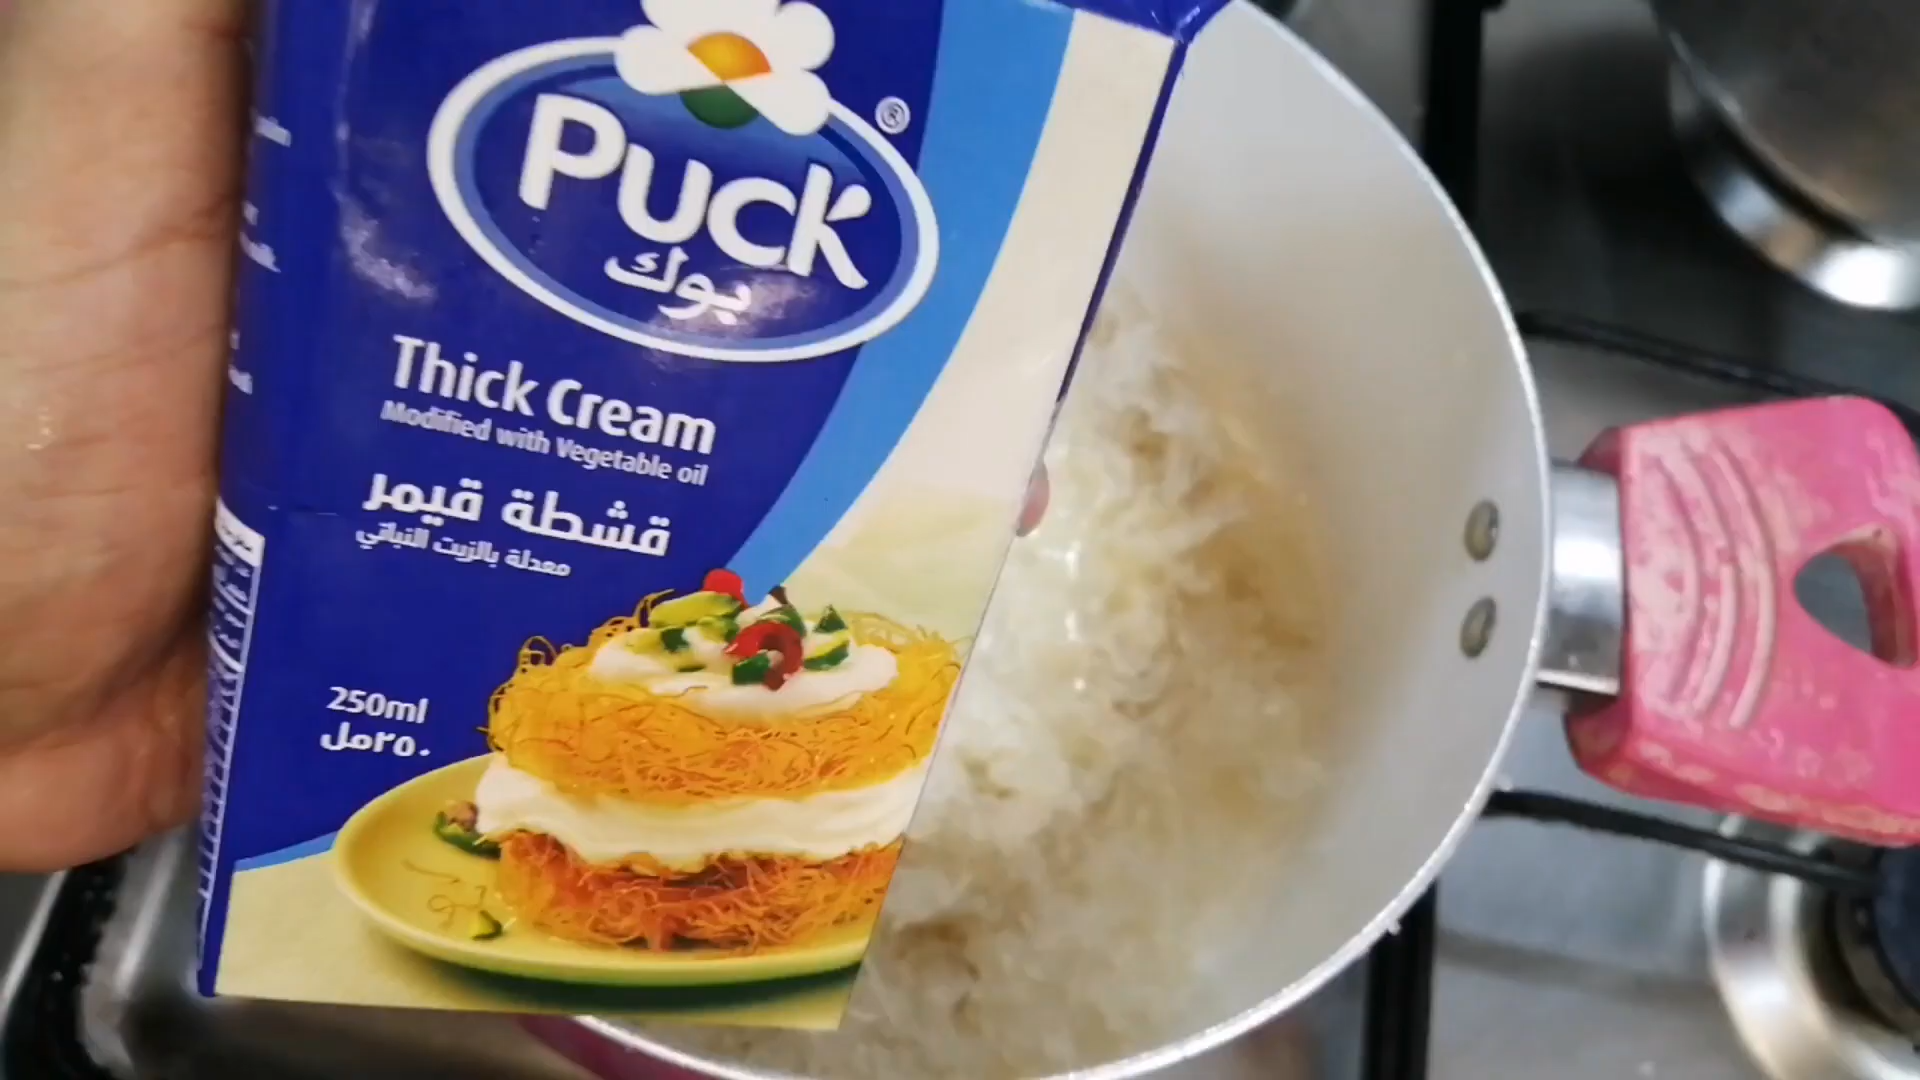 Puck
®
بوك
Thick Cream
Modified with Vegetable oil
قشطة قيمر
معدلة بالزيت النباتي
250ml
٢٥٠مل